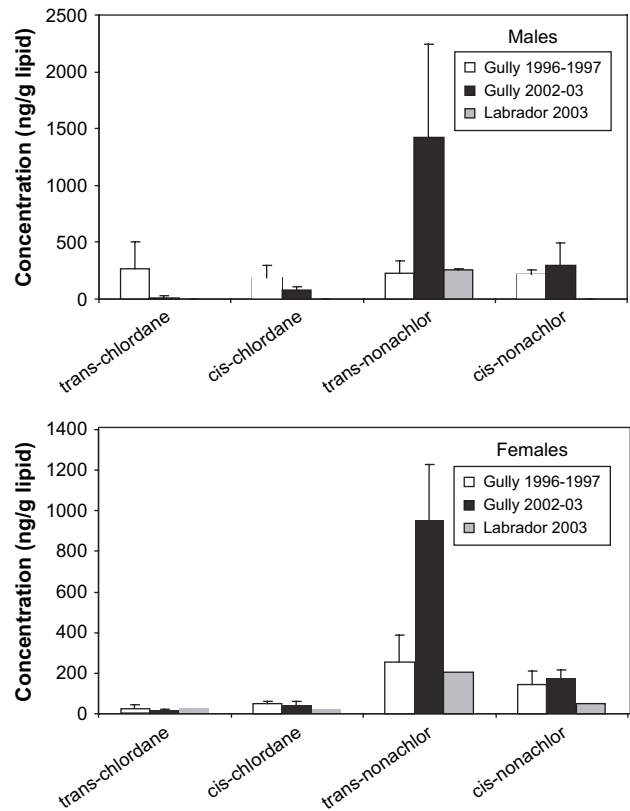 Concentration (ng/g lipid)
2500
2000
1500
1000
500
0
Males
Gully 1996-1997
Gully 2002-03
Labrador 2003
trans-chlordane
cis-chlordane
trans-nonachlor
cis-nonachlor
Concentration (ng/g lipid)
1400
1200
1000
800
600
400
200
0
Females
Gully 1996-1997
Gully 2002-03
Labrador 2003
trans-chlordane
cis-chlordane
trans-nonachlor
cis-nonachlor